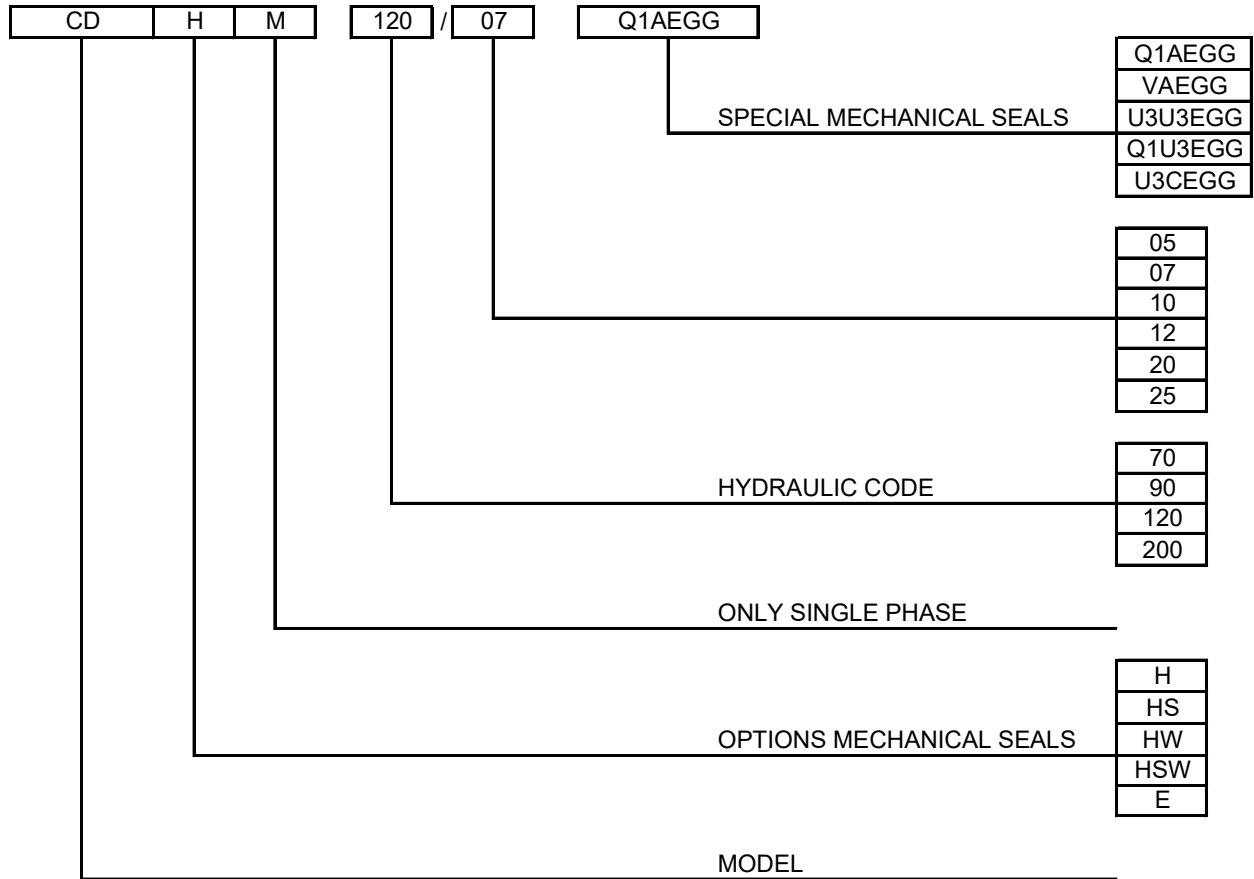 CD H M 120 / 07 Q1AEGG
Q1AEGG
VAEGG
SPECIAL MECHANICAL SEALS U3U3EGG
Q1U3EGG
U3CEGG
05
07
10
12
20
25
70
HYDRAULIC CODE 90
120
200
ONLY SINGLE PHASE
H
HS
OPTIONS MECHANICAL SEALS HW
HSW
E
MODEL